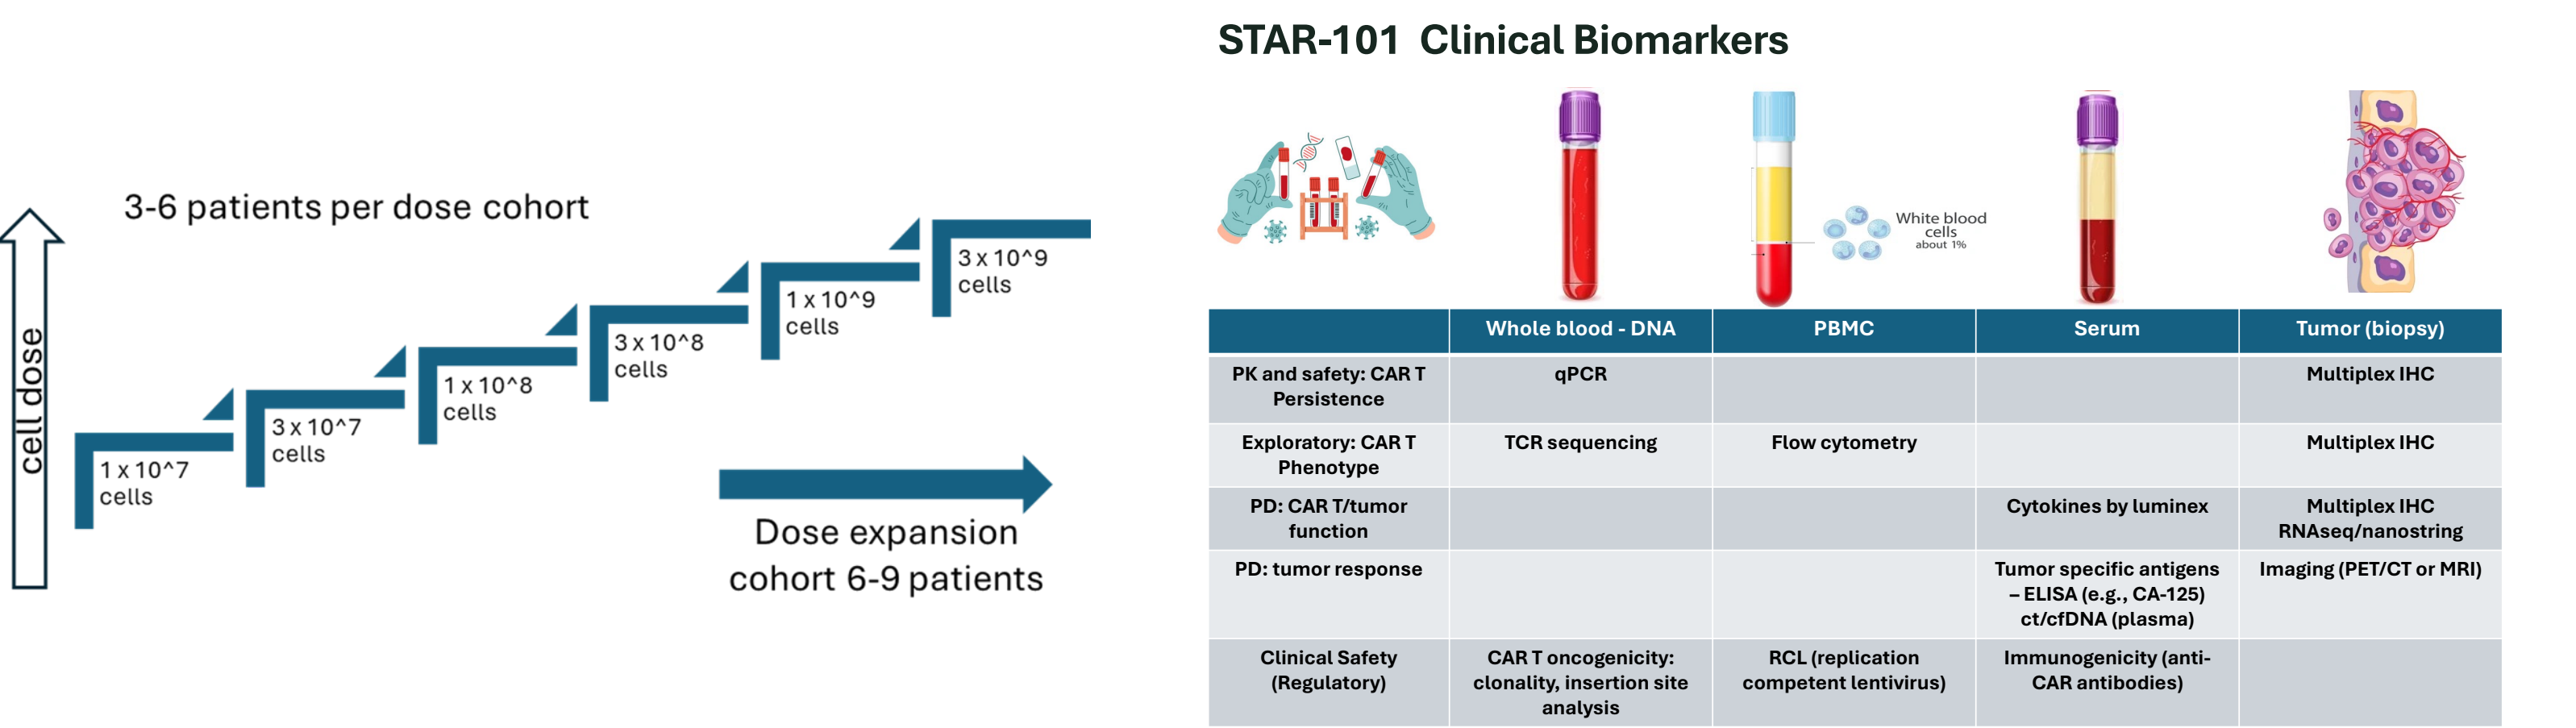 3-6 patients per dose cohort
cell dose
1 x 10^7
cells
3 x 10^7
cells
1 x 10^8
cells
3 x 10^8
cells
1 x 10^9
cells
3 x 10^9
cells
Dose expansion
cohort 6-9 patients
STAR-101 Clinical Biomarkers
White blood
cells
about 1%
Whole blood - DNA
PBMC
Serum
Tumor (biopsy)
PK and safety: CAR T
Persistence
qPCR
Multiplex IHC
Exploratory: CAR T
Phenotype
TCR sequencing
Flow cytometry
Multiplex IHC
PD: CAR T/tumor
function
Cytokines by luminex
Multiplex IHC
RNAseq/nanostring
PD: tumor response
Tumor specific antigens
– ELISA (e.g., CA-125)
ct/cfDNA (plasma)
Imaging (PET/CT or MRI)
Clinical Safety
(Regulatory)
CAR T oncogenicity:
clonality, insertion site
analysis
RCL (replication
competent lentivirus)
Immunogenicity (anti-
CAR antibodies)